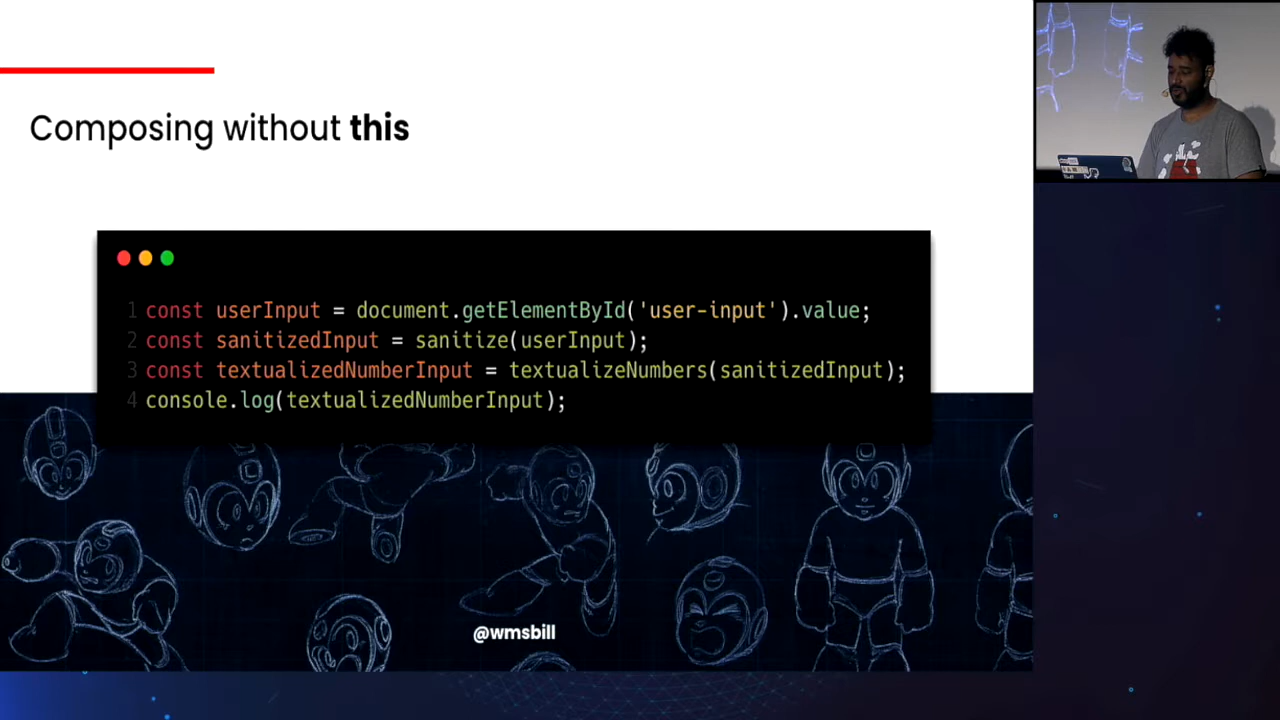 Composing without this
1 const userInput = document.getElementById('user-input').value;
2 const sanitizedInput = sanitize(userInput);
3 const textualizedNumberInput = textualizeNumbers(sanitizedInput);
4 console.log(textualizedNumberInput);
@wmsbill